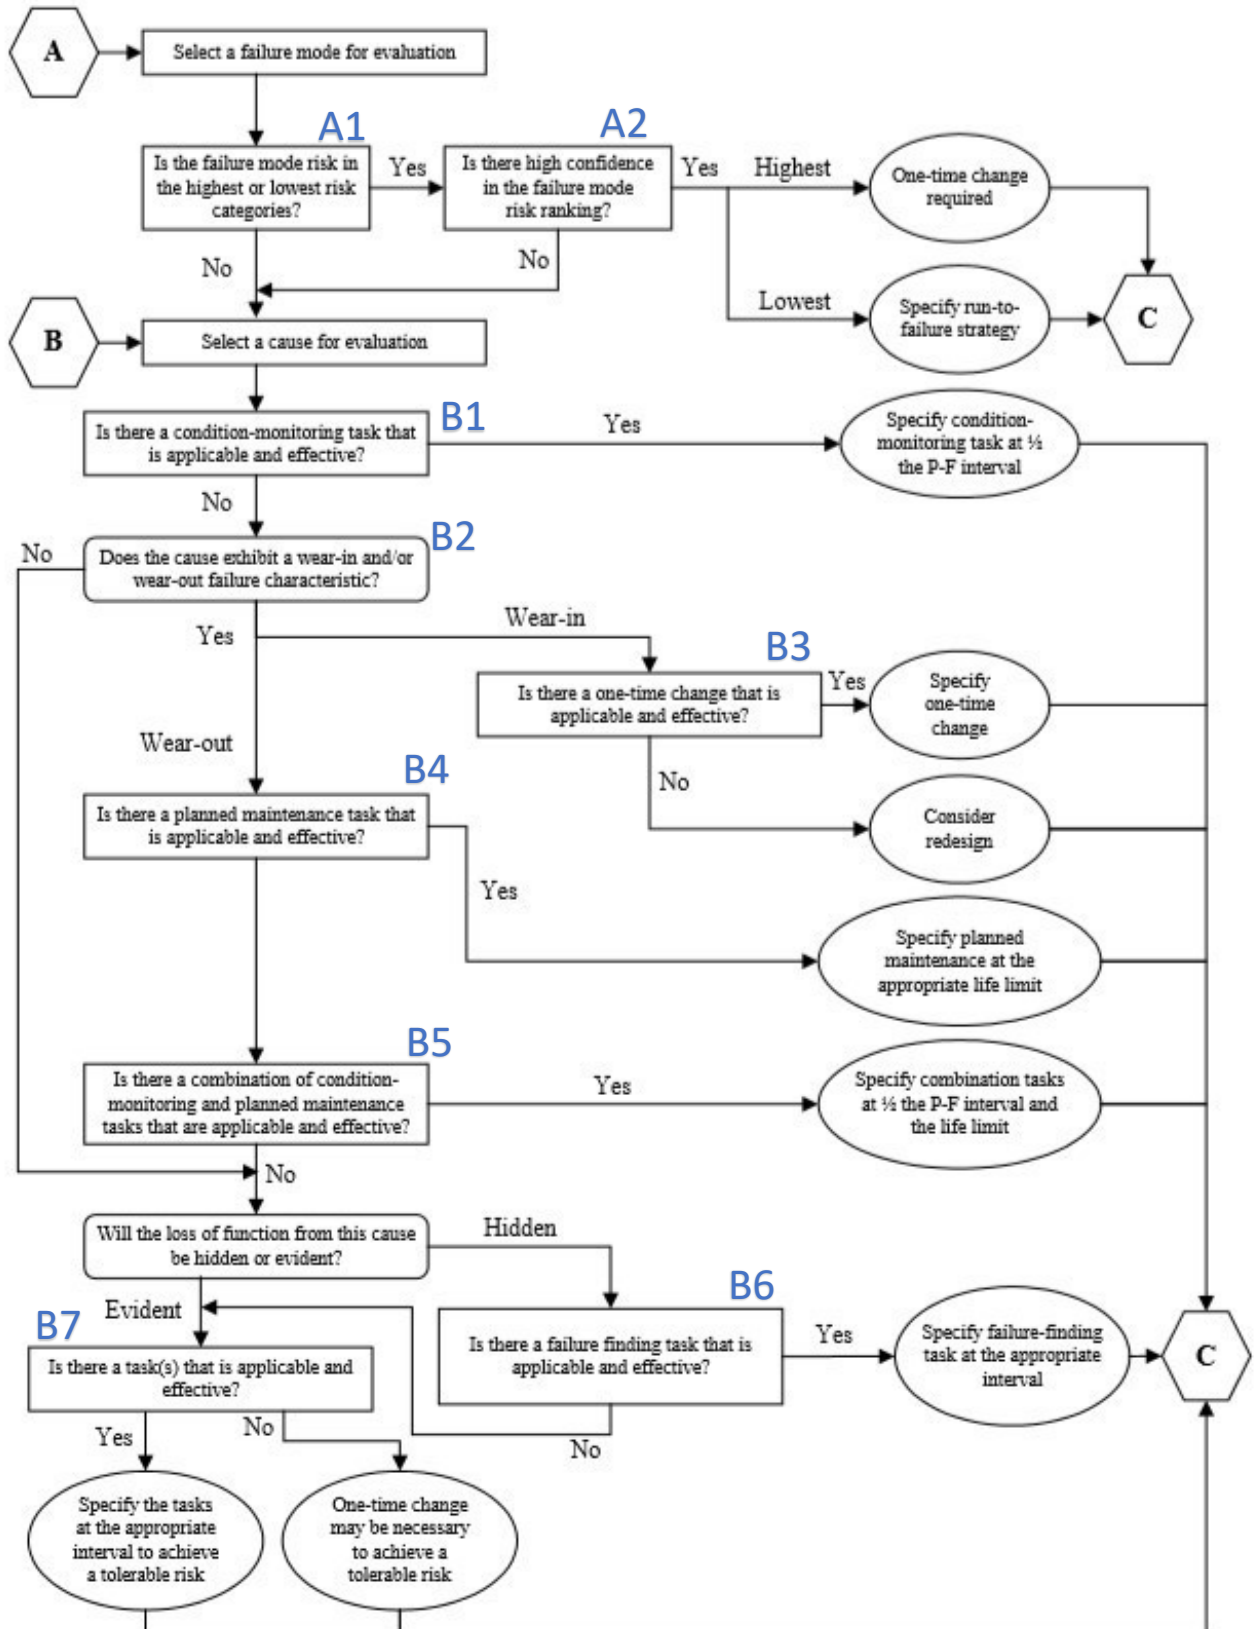 A
Select a failure mode for evaluation
A1
A2
Is the failure mode risk in
the highest or lowest risk
categories?
Yes
Is there high confidence
in the failure mode
risk ranking?
Yes
Highest
One-time change
required
No
No
Lowest
Specify run-to-
failure strategy
C
B
Select a cause for evaluation
B1
Is there a condition-monitoring task that
is applicable and effective?
Yes
Specify condition-
monitoring task at ½
the P-F interval
No
B2
No
Does the cause exhibit a wear-in and/or
wear-out failure characteristic?
Yes
Wear-in
B3
Is there a one-time change that is
applicable and effective?
Yes
Specify
one-time
change
Wear-out
No
B4
Is there a planned maintenance task that
is applicable and effective?
Consider
redesign
Yes
Specify planned
maintenance at the
appropriate life limit
B5
Is there a combination of condition-
monitoring and planned maintenance
tasks that are applicable and effective?
Yes
Specify combination tasks
at ½ the P-F interval and
the life limit
No
Will the loss of function from this cause
be hidden or evident?
Hidden
Evident
B6
Is there a failure finding task that is
applicable and effective?
Yes
Specify failure-finding
task at the appropriate
interval
C
B7
Is there a task(s) that is applicable and
effective?
Yes
No
No
Specify the tasks
at the appropriate
interval to achieve
a tolerable risk
One-time change
may be necessary
to achieve a
tolerable risk